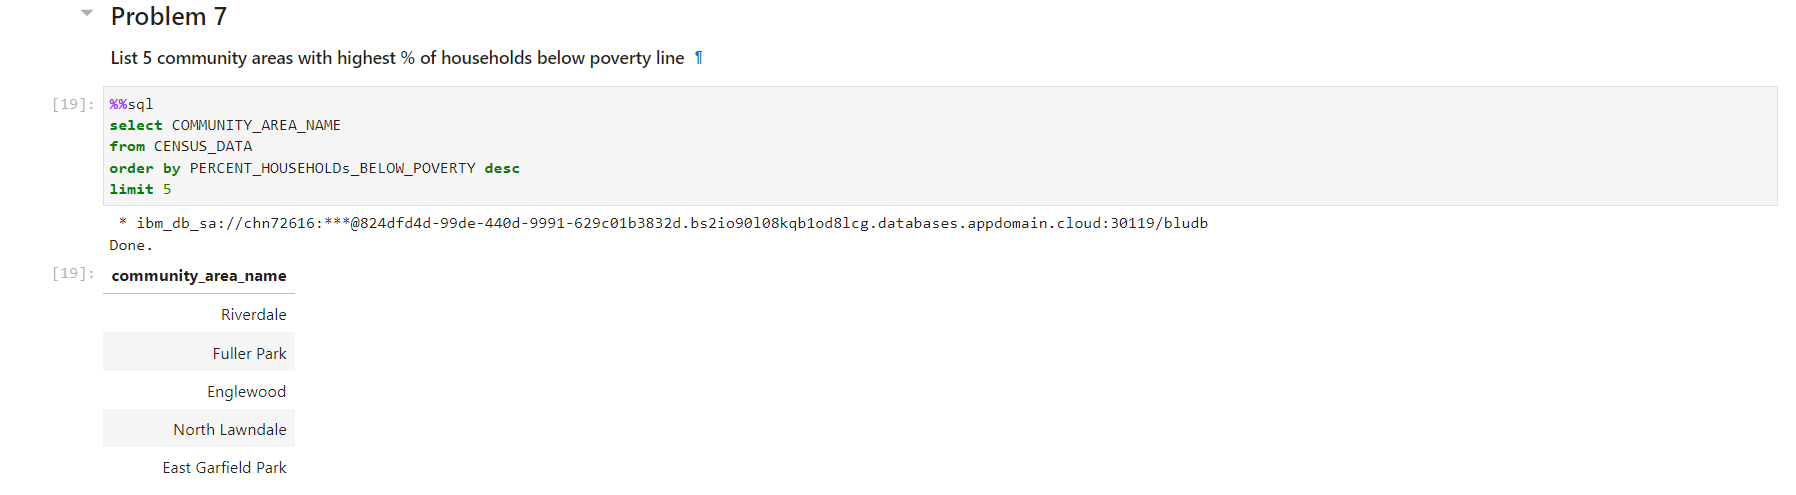 Problem 7
List 5 community areas with highest % of households below poverty line ¶
[19]: %%sql
select COMMUNITY_AREA_NAME
from CENSUS_DATA
order by PERCENT_HOUSEHOLDs_BELOW_POVERTY desc
limit 5
* ibm_db_sa://chn72616:***@824dfd4d-99de-440d-9991-629c01b3832d.bs2io90l08kqb1od8lcg.databases.appdomain.cloud:30119/bludb
Done.
[19]: community_area_name
Riverdale
Fuller Park
Englewood
North Lawndale
East Garfield Park